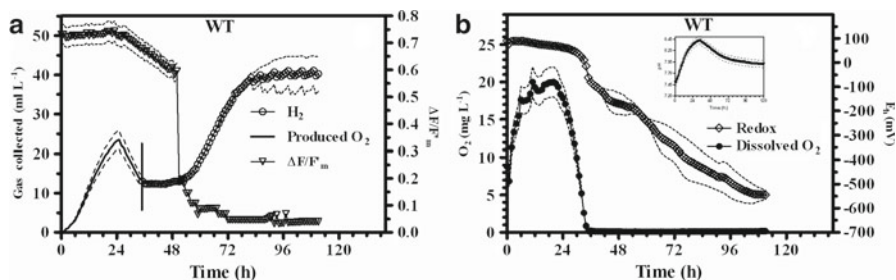 a
WT
Gas collected (ml L⁻¹)
60
50
40
30
20
10
0
0.8
0.7
0.6
0.5
0.4
0.3
0.2
0.1
0.0
ΔF/F'm
H₂
Produced O₂
ΔF/F'm
0 24 48 72 96 120
Time (h)
b
WT
O₂ (mg L⁻¹)
25
20
15
10
5
0
100
0
-100
-200
-300
-400
-500
-600
-700
Eh (mV)
pH
Time (h)
Redox
Dissolved O₂
0 24 48 72 96 120
Time (h)